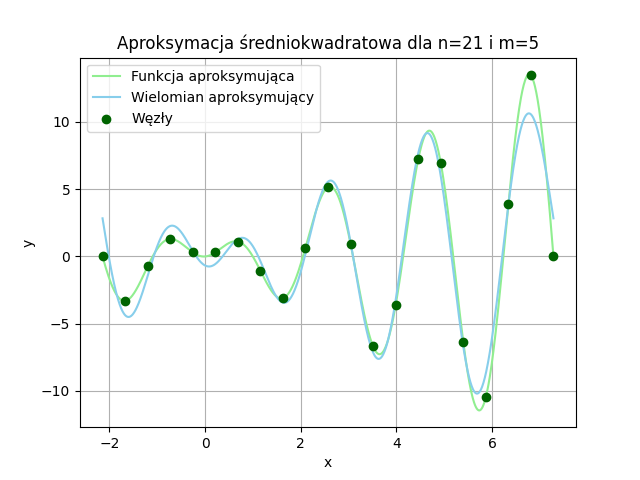 Aproksymacja średniokwadratowa dla n=21 i m=5
Funkcja aproksymująca
Wielomian aproksymujący
Węzły
10
5
0
−5
−10
y
−2
0
2
4
6
x